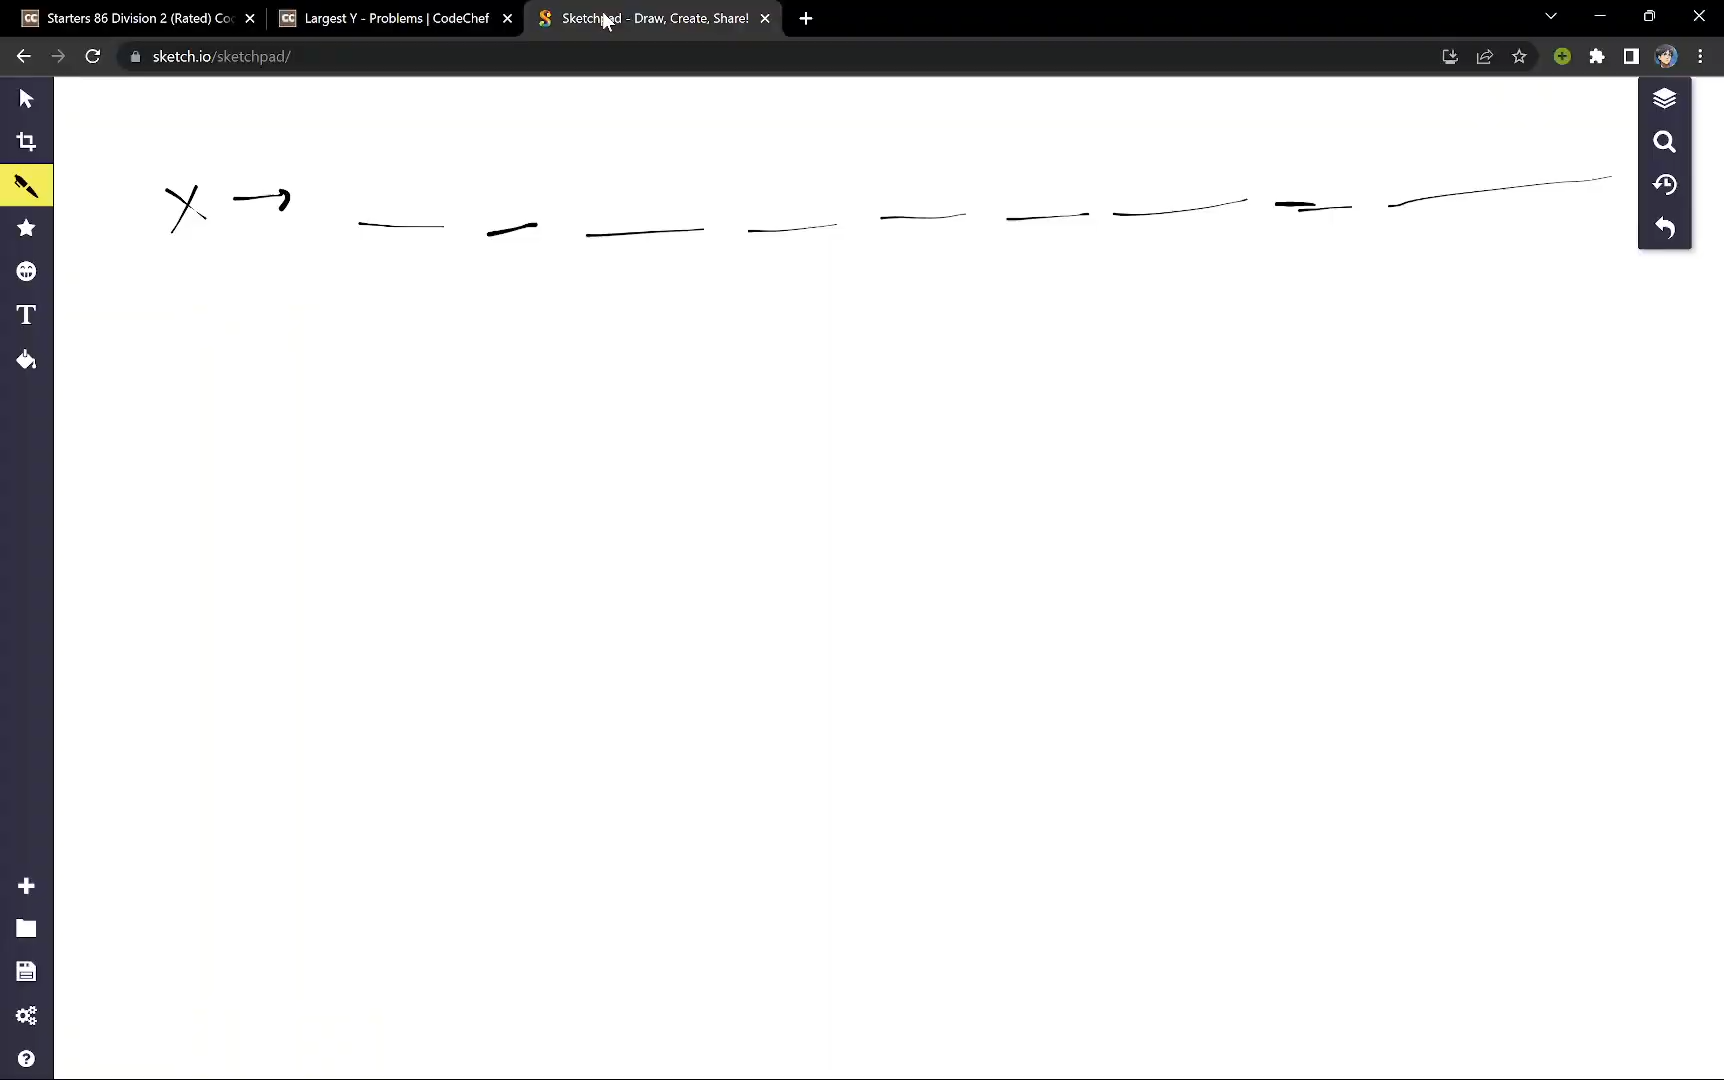 Starters 86 Division 2 (Rated) Co
Largest Y - Problems | CodeChef
Sketchpad - Draw, Create, Share!
sketch.io/sketchpad/
X →
T